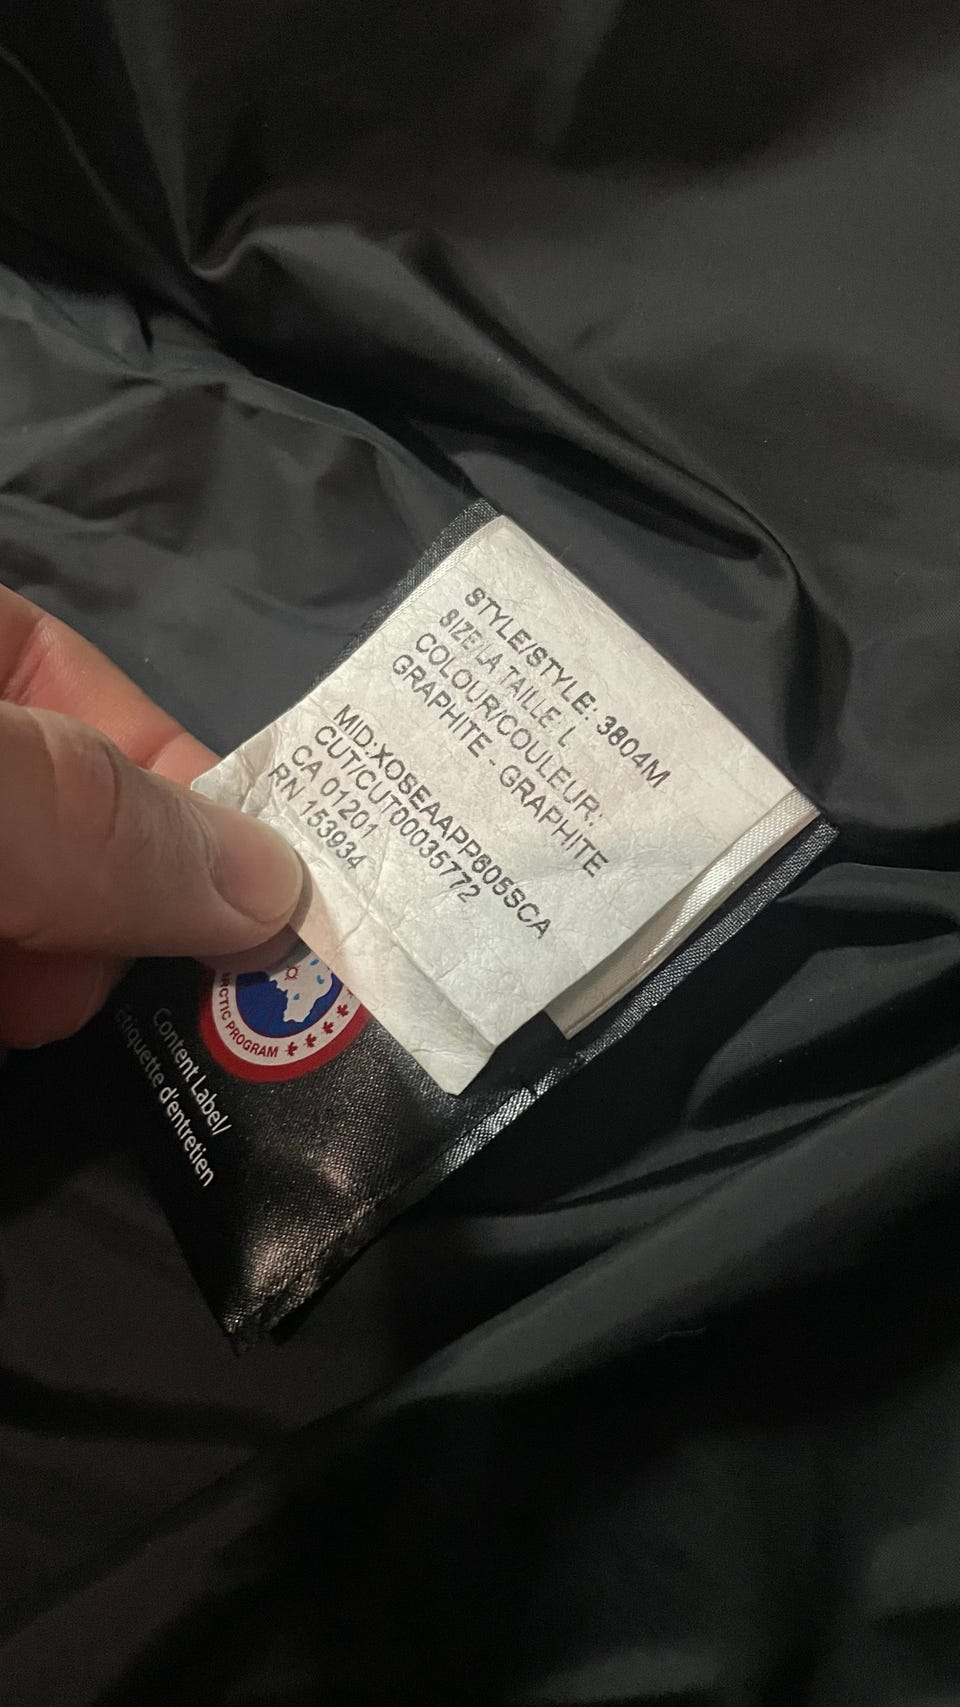 STYLE/STYLE: 3804M
SIZE/LA TAILLE L
COLOUR/COULEUR:
GRAPHITE - GRAPHITE
MID:XOSEAAPP605SCA
CUT/CUT00035772
CA 01201
RN 153934
PROGRAM
Content Label/
d'entretien